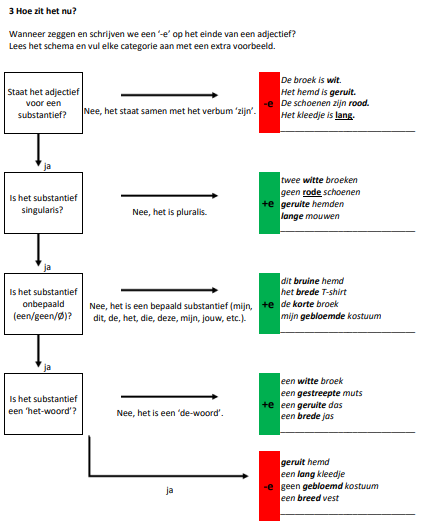 3 Hoe zit het nu?
Wanneer zeggen en schrijven we een ‘-e’ op het einde van een adjectief?
Lees het schema en vul elke categorie aan met een extra voorbeeld.
Staat het adjectief
voor een
substantief?
Nee, het staat samen met het verbum ‘zijn’.
-e
De broek is wit.
Het hemd is geruit.
De schoenen zijn rood.
Het kleedje is lang.
ja
Is het substantief
singularis?
Nee, het is pluralis.
+e
twee witte broeken
geen rode schoenen
geruite hemden
lange mouwen
ja
Is het substantief
onbepaald
(een/geen/Ø)?
Nee, het is een bepaald substantief (mijn,
dit, de, het, die, deze, mijn, jouw, etc.).
+e
dit bruine hemd
het brede T-shirt
de korte broek
mijn gebloemde kostuum
ja
Is het substantief
een ‘het-woord’?
Nee, het is een ‘de-woord’.
+e
een witte broek
een gestreepte muts
een geruite das
een brede jas
ja
-e
geruit hemd
een lang kleedje
geen gebloemd kostuum
een breed vest